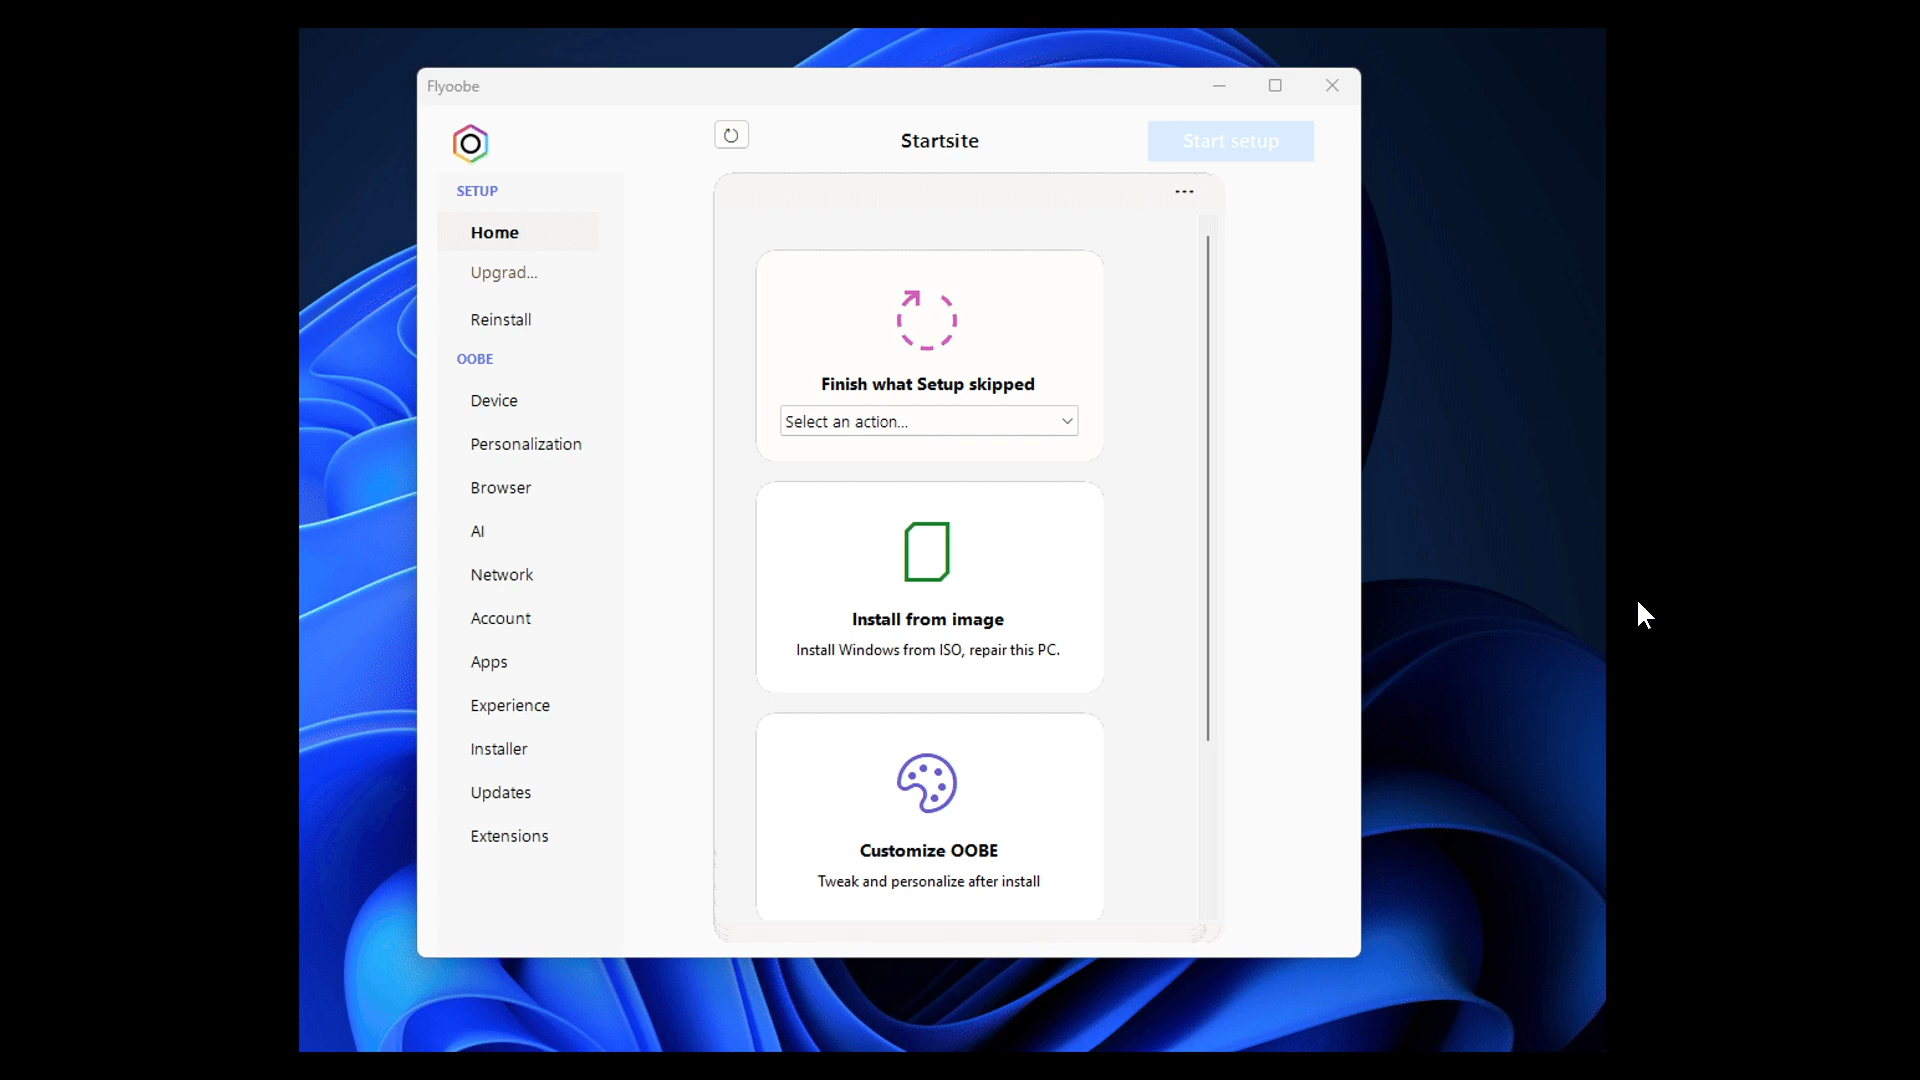 Flyoobe
Startsite
Start setup
SETUP
Home
Upgrad...
Reinstall
OOBE
Device
Personalization
Browser
AI
Network
Account
Apps
Experience
Installer
Updates
Extensions
Finish what Setup skipped
Select an action...
Install from image
Install Windows from ISO, repair this PC.
Customize OOBE
Tweak and personalize after install